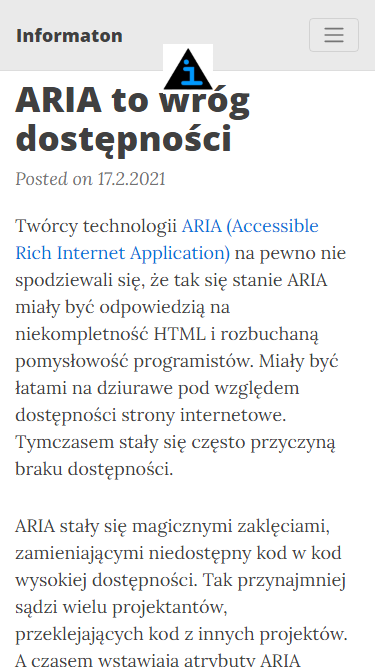 Informaton
i
ARIA to wróg
dostępności
Posted on 17.2.2021
Twórcy technologii ARIA (Accessible
Rich Internet Application) na pewno nie
spodziewali się, że tak się stanie ARIA
miały być odpowiedzią na
niekompletność HTML i rozbuchaną
pomysłowość programistów. Miały być
łatami na dziurawe pod względem
dostępności strony internetowe.
Tymczasem stały się często przyczyną
braku dostępności.
ARIA stały się magicznymi zaklęciami,
zamieniającymi niedostępny kod w kod
wysokiej dostępności. Tak przynajmniej
sądzi wielu projektantów,
przeklejających kod z innych projektów.
A czasem wstawiają atrybuty ARIA